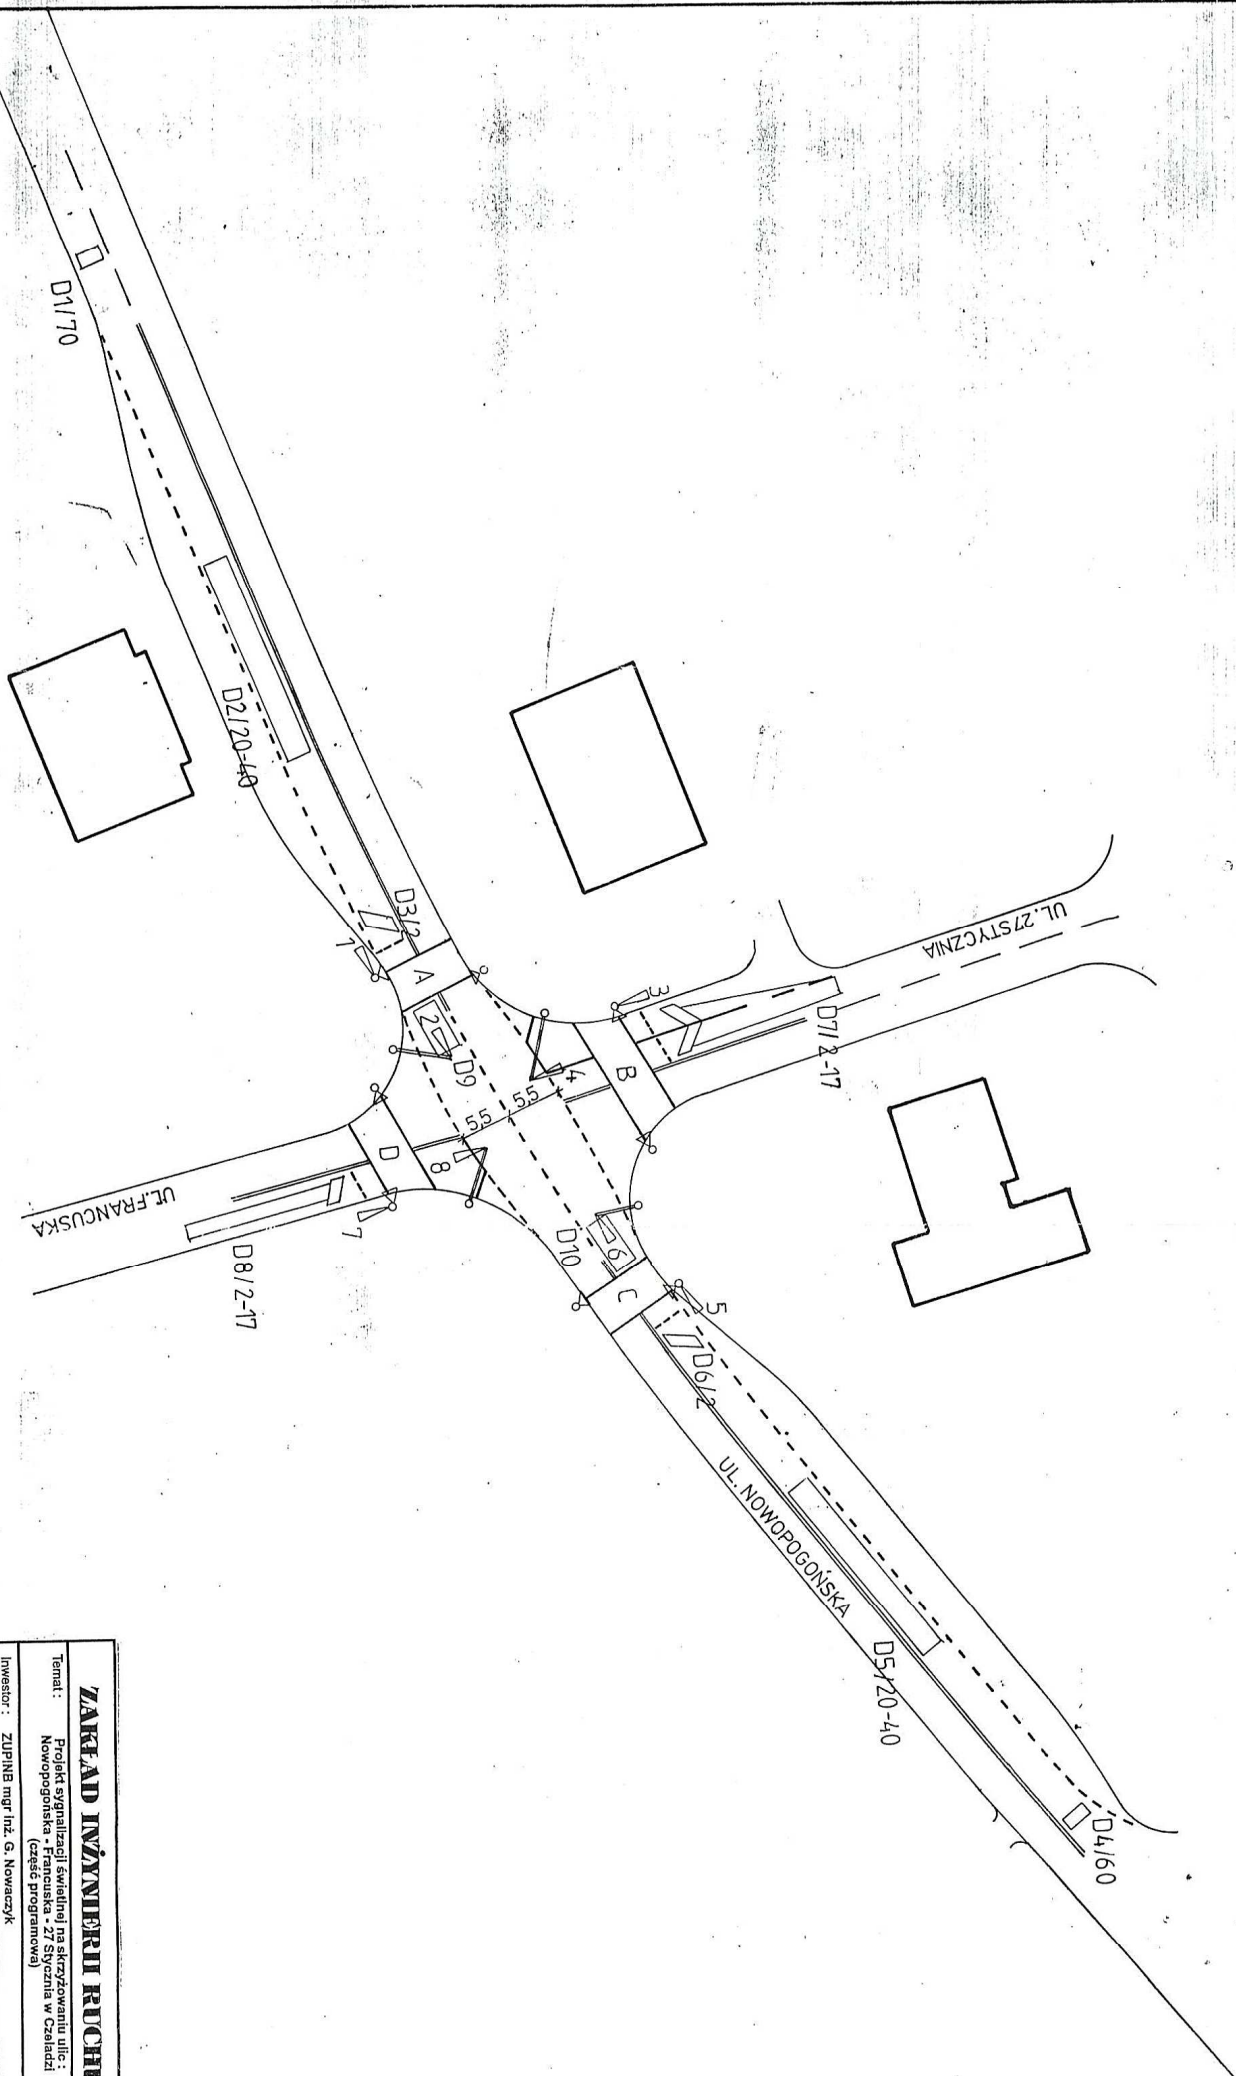 D1/70
D2/20-40
D3/2
1
A
2
D9
3
4
B
D7/2-17
UL. 27 STYCZNIA
5,5
5,5
D
8
7
UL. FRANCUSKA
D8/2-17
D10
6
C
5
D6/2
UL. NOWOPOGOŃSKA
D5/20-40
D4/60
ZAKŁAD INŻYNIERII RUCHU
Temat: Projekt sygnalizacji świetlnej na skrzyżowaniu ulic :
Nowopogońska - Francuska - 27 Stycznia w Czeladzi
(część programowa)
Inwestor : ZUPINB mgr inż. G. Nowaczyk